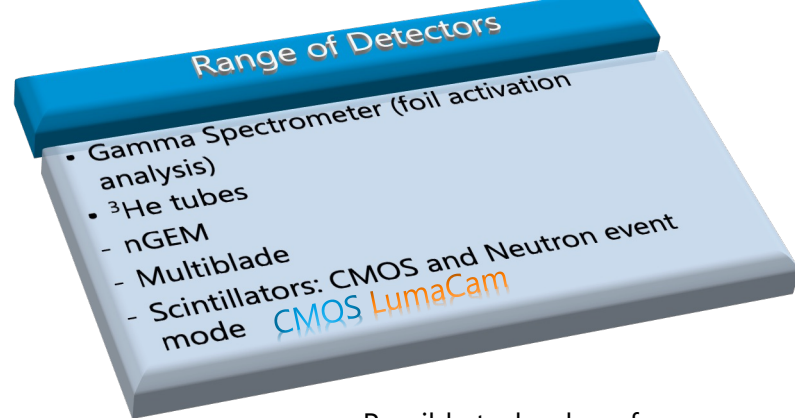 Range of Detectors
• Gamma Spectrometer (foil activation
analysis)
• ³He tubes
- nGEM
- Multiblade
- Scintillators: CMOS and Neutron event
mode CMOS LumaCam